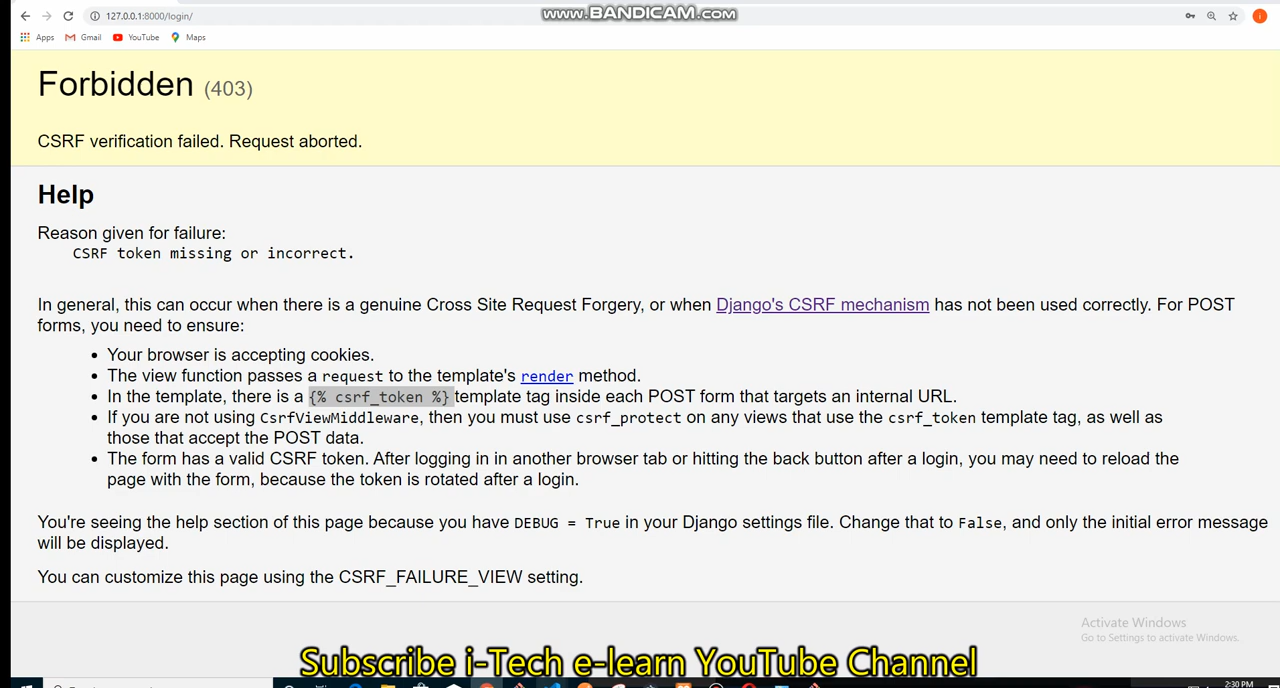 www.BANDICAM.com
127.0.0.1:8000/login/
Apps Gmail YouTube Maps
Forbidden (403)
CSRF verification failed. Request aborted.
Help
Reason given for failure:
CSRF token missing or incorrect.
In general, this can occur when there is a genuine Cross Site Request Forgery, or when Django's CSRF mechanism has not been used correctly. For POST
forms, you need to ensure:
• Your browser is accepting cookies.
• The view function passes a request to the template's render method.
• In the template, there is a {% csrf_token %} template tag inside each POST form that targets an internal URL.
• If you are not using CsrfViewMiddleware, then you must use csrf_protect on any views that use the csrf_token template tag, as well as
those that accept the POST data.
• The form has a valid CSRF token. After logging in in another browser tab or hitting the back button after a login, you may need to reload the
page with the form, because the token is rotated after a login.
You're seeing the help section of this page because you have DEBUG = True in your Django settings file. Change that to False, and only the initial error message
will be displayed.
You can customize this page using the CSRF_FAILURE_VIEW setting.
Activate Windows
Go to Settings to activate Windows.
Subscribe i-Tech e-learn YouTube Channel
2:30 PM